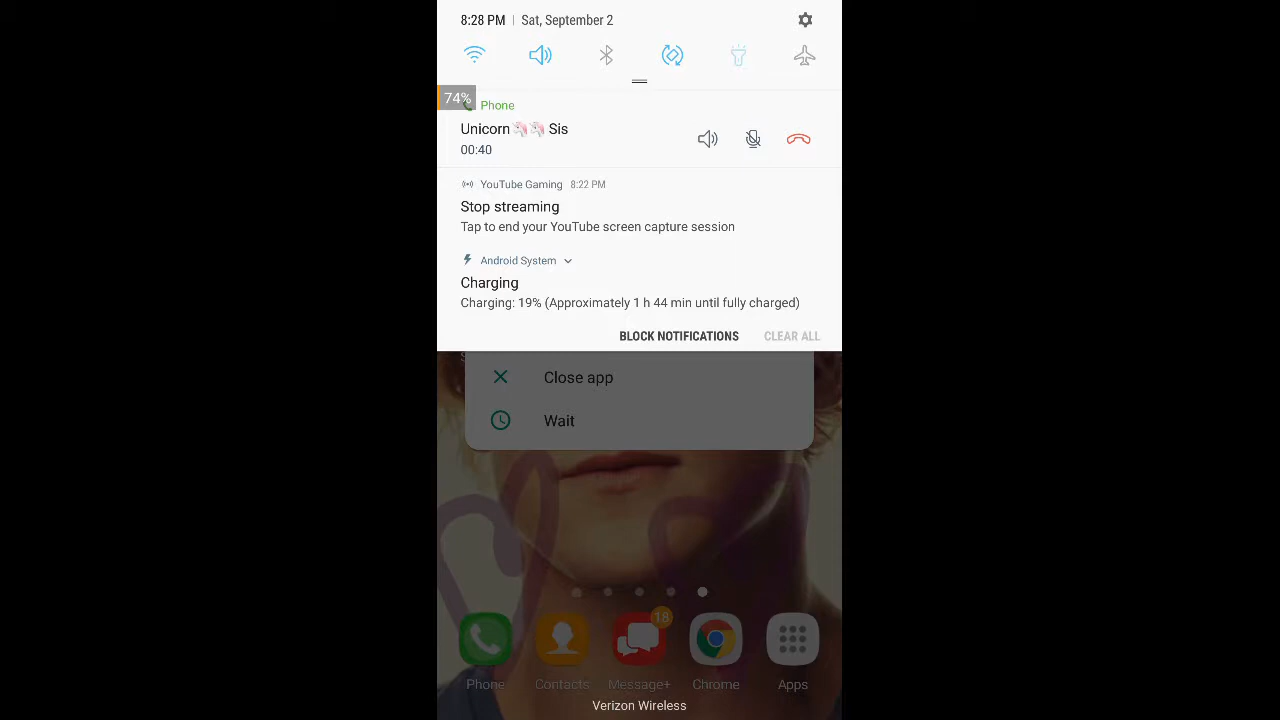 8:28 PM | Sat, September 2
74%
Phone
Unicorn🦄🦄 Sis
00:40
YouTube Gaming 8:22 PM
Stop streaming
Tap to end your YouTube screen capture session
Android System
Charging
Charging: 19% (Approximately 1 h 44 min until fully charged)
BLOCK NOTIFICATIONS CLEAR ALL
Close app
Wait
18
Phone Contacts Message+ Chrome Apps
Verizon Wireless